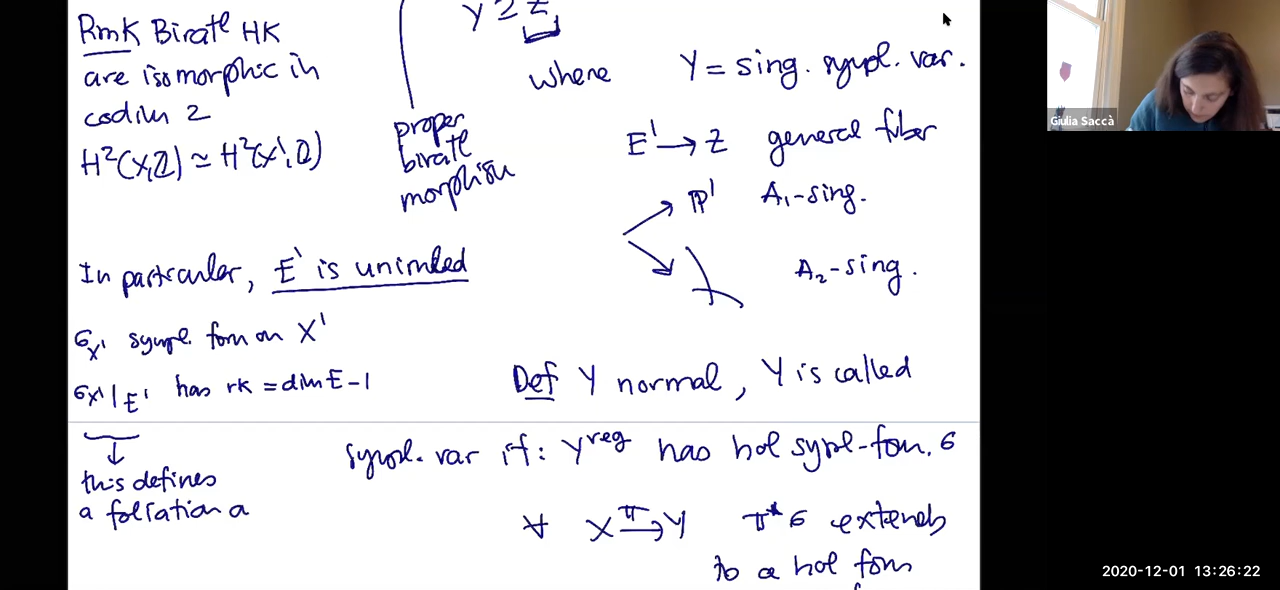 Rmk Birat^l HK
are isomorphic in
codim 2
H²(X,Z) ≃ H²(X',Z)
Y ⊇ Z
where
Y = sing. sympl. var.
proper
birat^l
morphism
E' → Z general fiber
P¹ A₁-sing.
A₂-sing.
In particular, E' is uniruled
σ_X' sympl. form on X'
σ_X'|E' has rk = dim E - 1
this defines
a foliation a
Def Y normal, Y is called
sympl. var if: Y^reg has hol sypl-form. σ
∀ X →^π Y π*σ extends
to a hol form
Giulia Saccà
2020-12-01 13:26:22